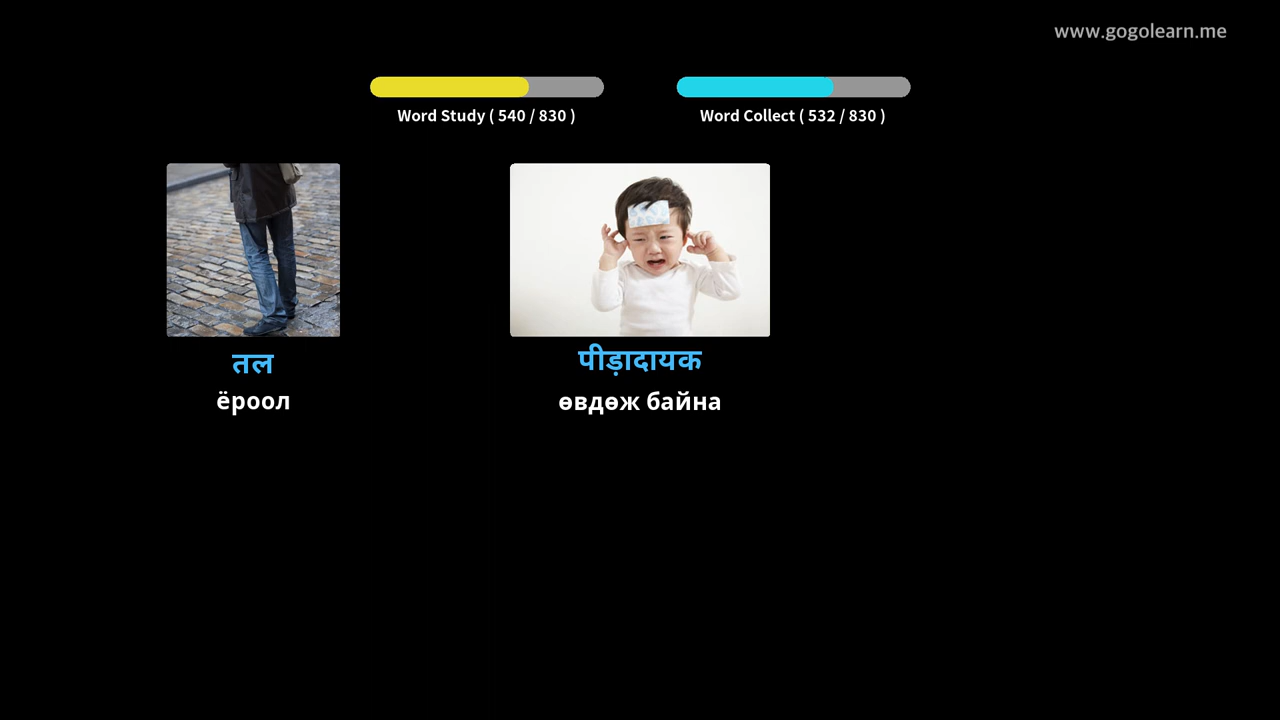 www.gogolearn.me
Word Study ( 540 / 830 )
Word Collect ( 532 / 830 )
तल
ёроол
पीड़ादायक
өвдөж байна